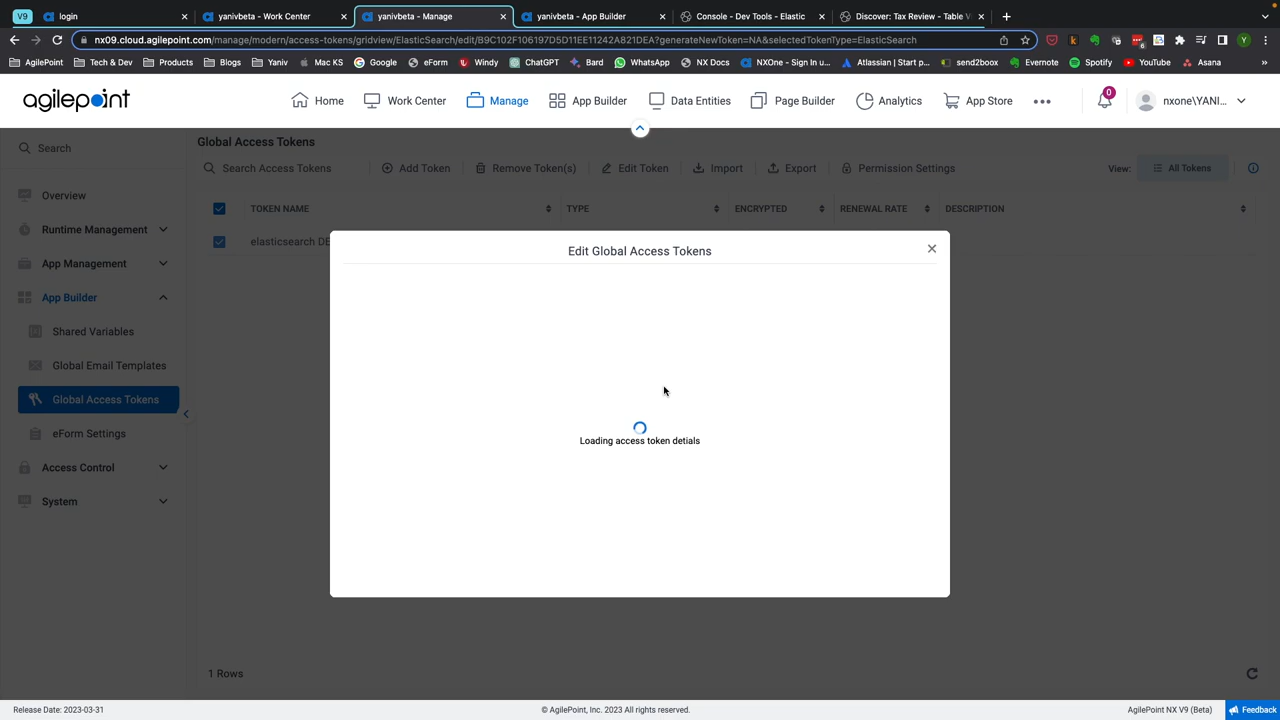 V9
login
yanivbeta - Work Center
yanivbeta - Manage
yanivbeta - App Builder
Console - Dev Tools - Elastic
Discover: Tax Review - Table V
nx09.cloud.agilepoint.com/manage/modern/access-tokens/gridview/ElasticSearch/edit/B9C102F106197D5D11EE11242A821DEA?generateNewToken=NA&selectedTokenType=ElasticSearch
6
Y
AgilePoint
Tech & Dev
Products
Blogs
Yaniv
Mac KS
Google
eForm
Windy
ChatGPT
Bard
WhatsApp
NX Docs
NXOne - Sign In u...
Atlassian | Start p...
send2boox
Evernote
Spotify
YouTube
Asana
agilepoint
Home
Work Center
Manage
App Builder
Data Entities
Page Builder
Analytics
App Store
0
nxone\YANI...
Search
Overview
Runtime Management
App Management
App Builder
Shared Variables
Global Email Templates
Global Access Tokens
eForm Settings
Access Control
System
Global Access Tokens
Search Access Tokens
Add Token
Remove Token(s)
Edit Token
Import
Export
Permission Settings
View:
All Tokens
TOKEN NAME
TYPE
ENCRYPTED
RENEWAL RATE
DESCRIPTION
elasticsearch DE
Edit Global Access Tokens
Loading access token detials
1 Rows
Release Date: 2023-03-31
© AgilePoint, Inc. 2023 All rights reserved.
AgilePoint NX V9 (Beta)
Feedback